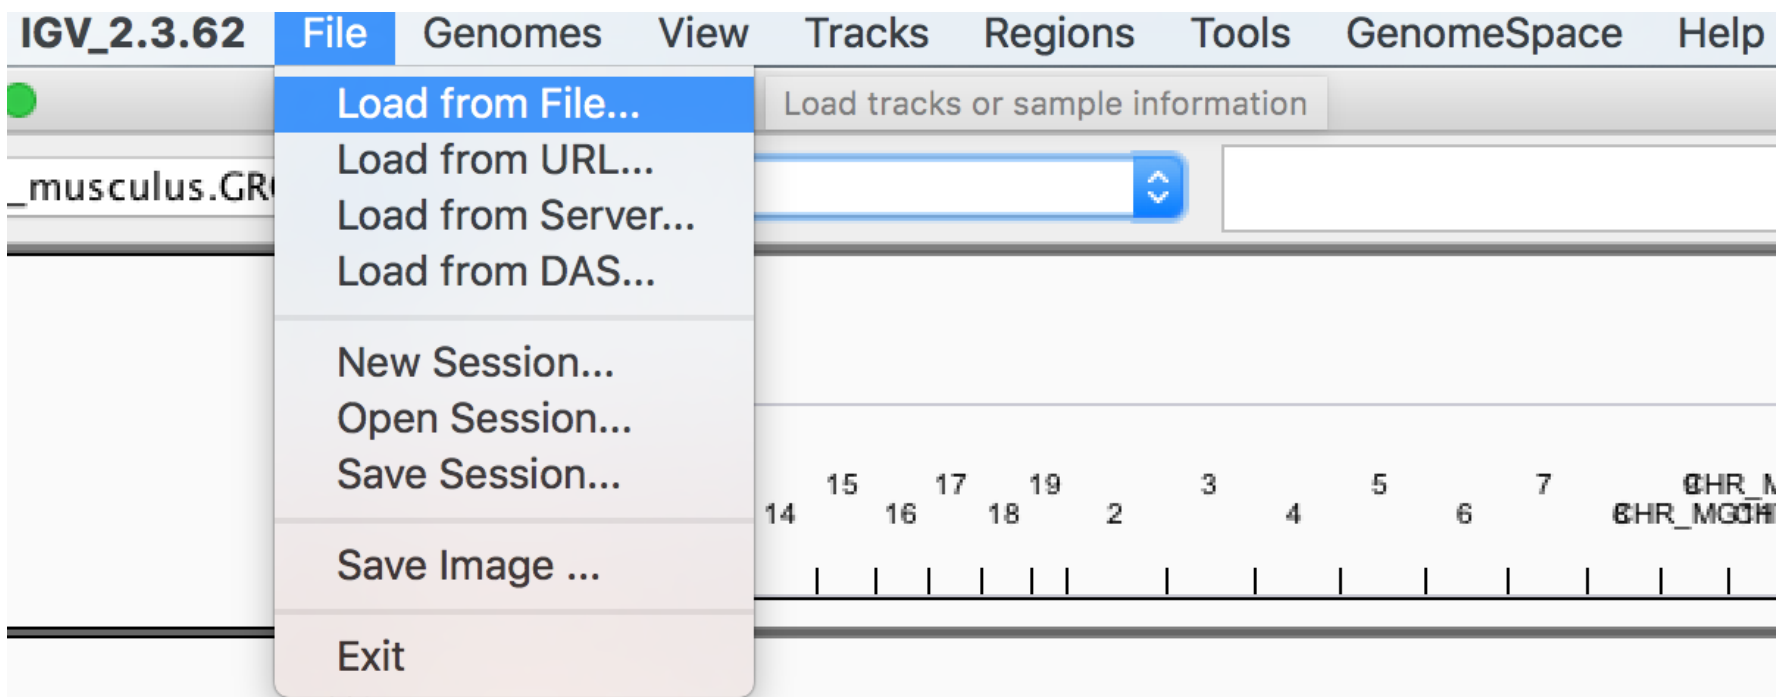 IGV_2.3.62 File Genomes View Tracks Regions Tools GenomeSpace Help
Load from File...
Load tracks or sample information
Load from URL...
_musculus.GR
Load from Server...
Load from DAS...
New Session...
Open Session...
Save Session...
15 17 19 3 5 7
14 16 18 2 4 6
Save Image ...
Exit